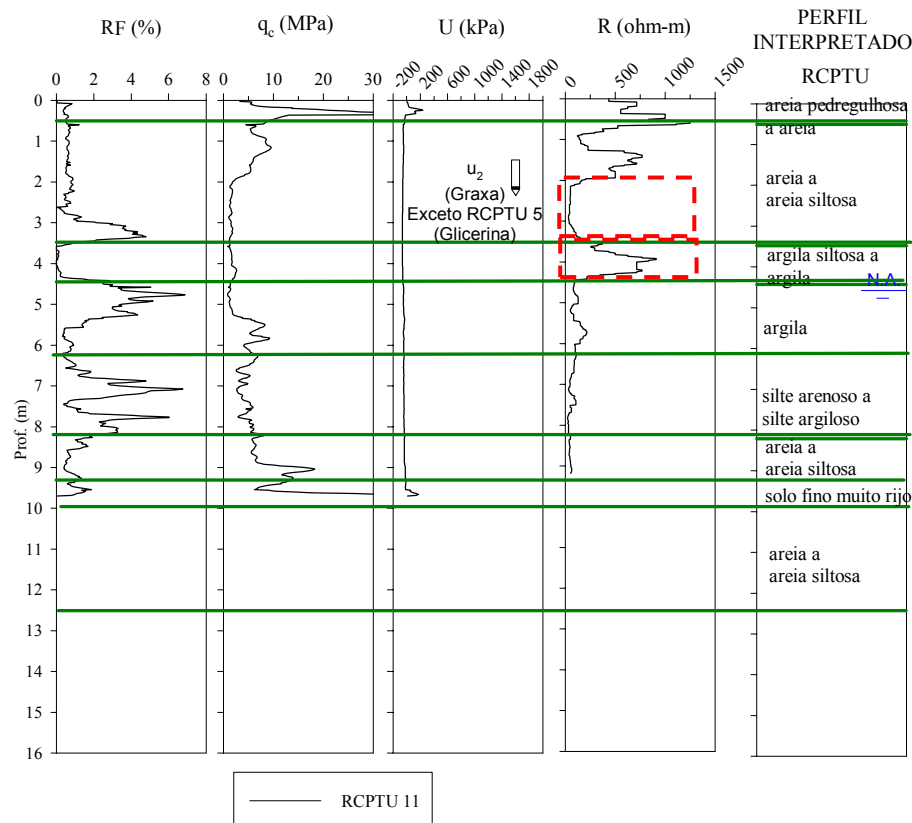 RF (%)
q_c (MPa)
U (kPa)
R (ohm-m)
PERFIL
INTERPRETADO
RCPTU
0 2 4 6 8
0 10 20 30
-200 200 600 1000 1400 1800
0 500 1000 1500
Prof. (m)
0
1
2
3
4
5
6
7
8
9
10
11
12
13
14
15
16
u_2
(Graxa)
Exceto RCPTU 5
(Glicerina)
areia pedregulhosa
a areia
areia a
areia siltosa
argila siltosa a
argila
N.A.
argila
silte arenoso a
silte argiloso
areia a
areia siltosa
solo fino muito rijo
areia a
areia siltosa
RCPTU 11